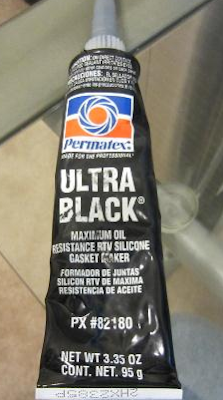 Permatex®
MADE FOR THE PROFESSIONAL™
ULTRA
BLACK®
MAXIMUM OIL
RESISTANCE RTV SILICONE
GASKET MAKER
FORMADOR DE JUNTAS
SILICON RTV DE MAXIMA
RESISTENCIA DE ACEITE
PX #82180
NET WT 3.35 OZ
CONT. NET. 95 g